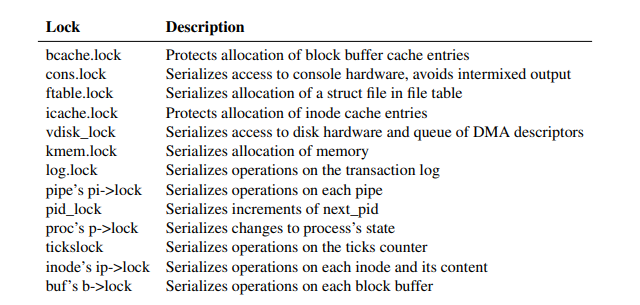 Lock Description
bcache.lock Protects allocation of block buffer cache entries
cons.lock Serializes access to console hardware, avoids intermixed output
ftable.lock Serializes allocation of a struct file in file table
icache.lock Protects allocation of inode cache entries
vdisk_lock Serializes access to disk hardware and queue of DMA descriptors
kmem.lock Serializes allocation of memory
log.lock Serializes operations on the transaction log
pipe's pi->lock Serializes operations on each pipe
pid_lock Serializes increments of next_pid
proc's p->lock Serializes changes to process's state
tickslock Serializes operations on the ticks counter
inode's ip->lock Serializes operations on each inode and its content
buf's b->lock Serializes operations on each block buffer